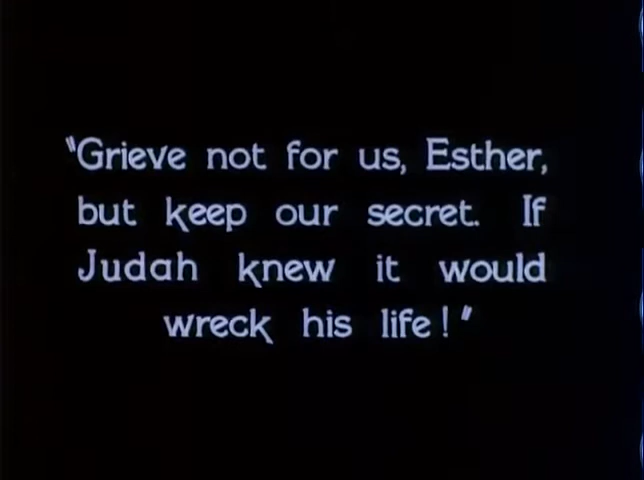 "Grieve not for us, Esther,
but keep our secret. If
Judah knew it would
wreck his life!"